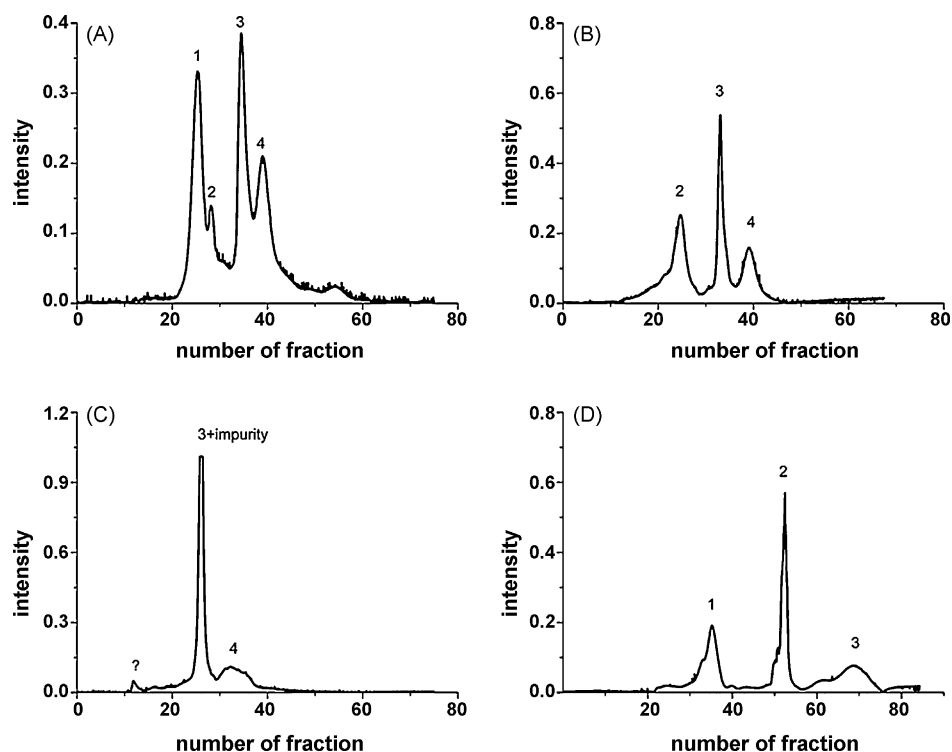 (A)
0.4
0.3
0.2
0.1
0.0
intensity
1
2
3
4
0 20 40 60 80
number of fraction
(B)
0.8
0.6
0.4
0.2
0.0
intensity
2
3
4
0 20 40 60 80
number of fraction
(C)
1.2
0.9
0.6
0.3
0.0
intensity
?
3+impurity
4
0 20 40 60 80
number of fraction
(D)
0.8
0.6
0.4
0.2
0.0
intensity
1
2
3
20 40 60 80
number of fraction